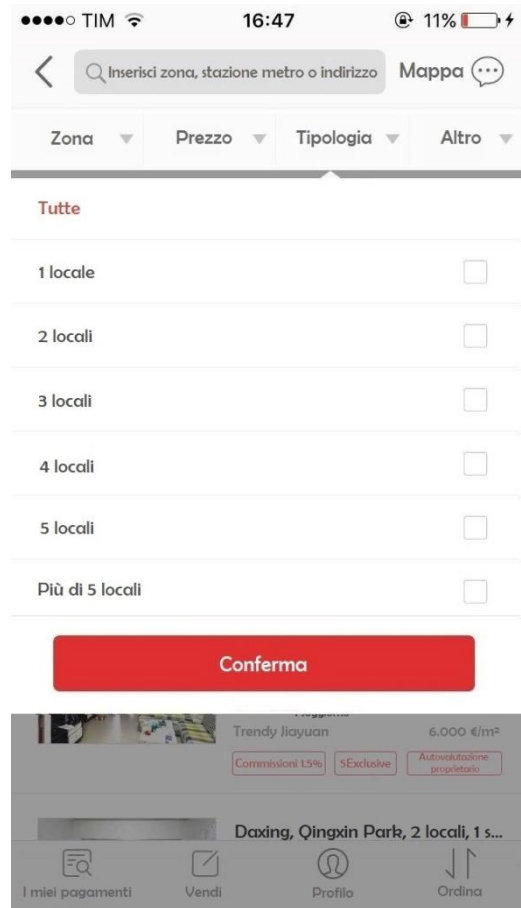 TIM 16:47 11%
Inserisci zona, stazione metro o indirizzo Mappa
Zona Prezzo Tipologia Altro
Tutte
1 locale
2 locali
3 locali
4 locali
5 locali
Più di 5 locali
Conferma
Trendy Jiayuan 6.000 €/m²
Commissioni 1.5% 5Exclusive Autovalutazione proprietario
Daxing, Qingxin Park, 2 locali, 1 s...
I miei pagamenti Vendi Profilo Ordina